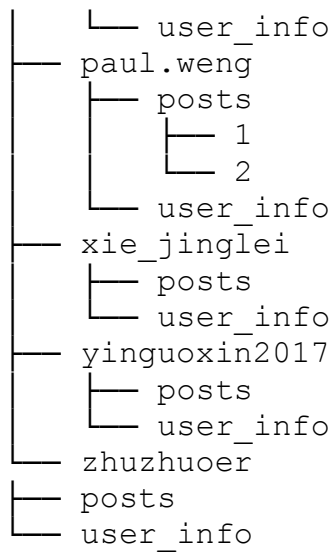 │   └── user_info
├── paul.weng
│   ├── posts
│   │   ├── 1
│   │   └── 2
│   └── user_info
├── xie_jinglei
│   ├── posts
│   └── user_info
├── yinguoxin2017
│   ├── posts
│   └── user_info
└── zhuzhuoer
├── posts
└── user_info